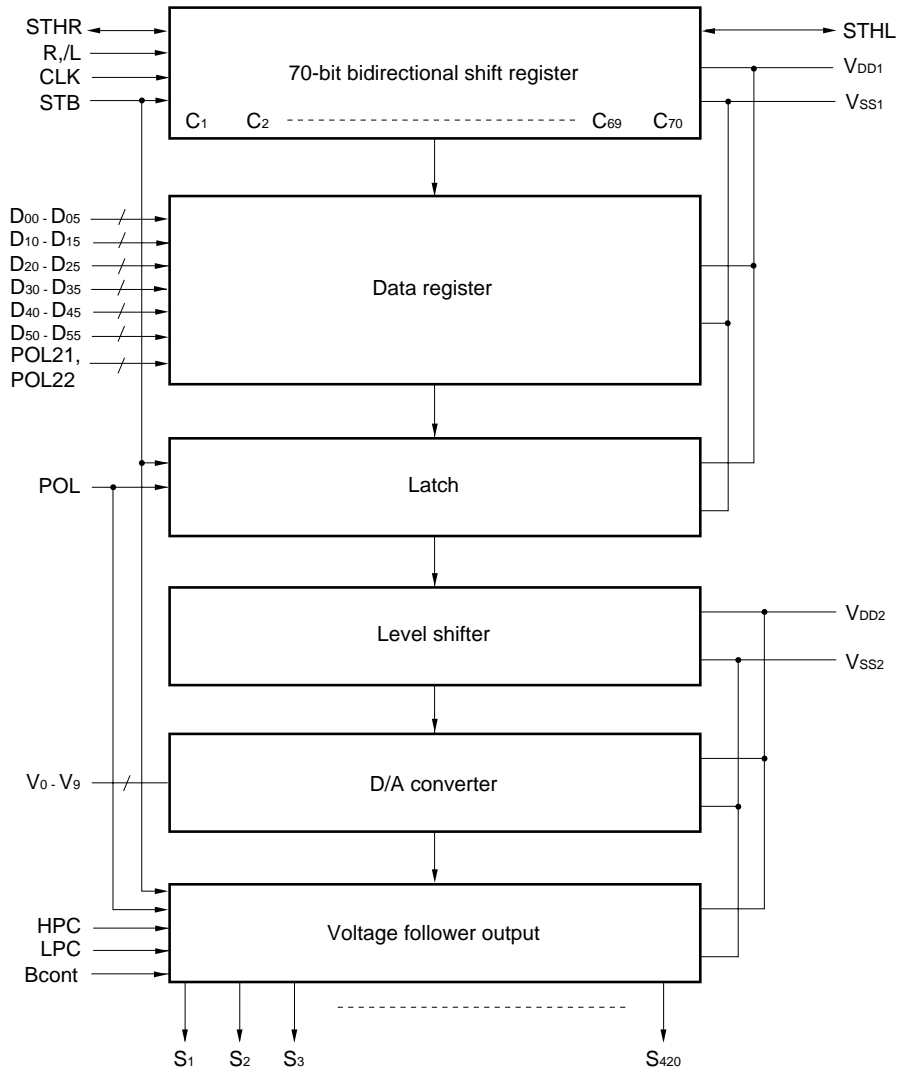 STHR
STHL
R,/L
CLK
STB
70-bit bidirectional shift register
VDD1
VSS1
C1 C2 C69 C70
D00 - D05
D10 - D15
D20 - D25
D30 - D35
D40 - D45
D50 - D55
POL21,
POL22
Data register
POL
Latch
Level shifter
VDD2
VSS2
V0 - V9
D/A converter
HPC
LPC
Bcont
Voltage follower output
S1 S2 S3 S420